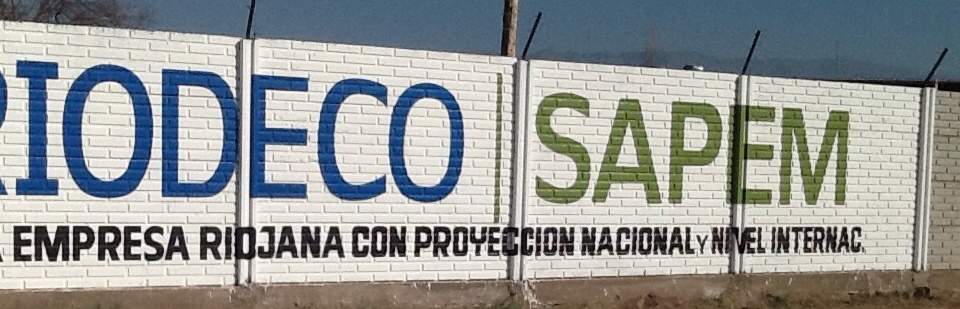 RIODECO | SAPEM
EMPRESA RIOJANA CON PROYECCION NACIONAL Y NIVEL INTERNAC.